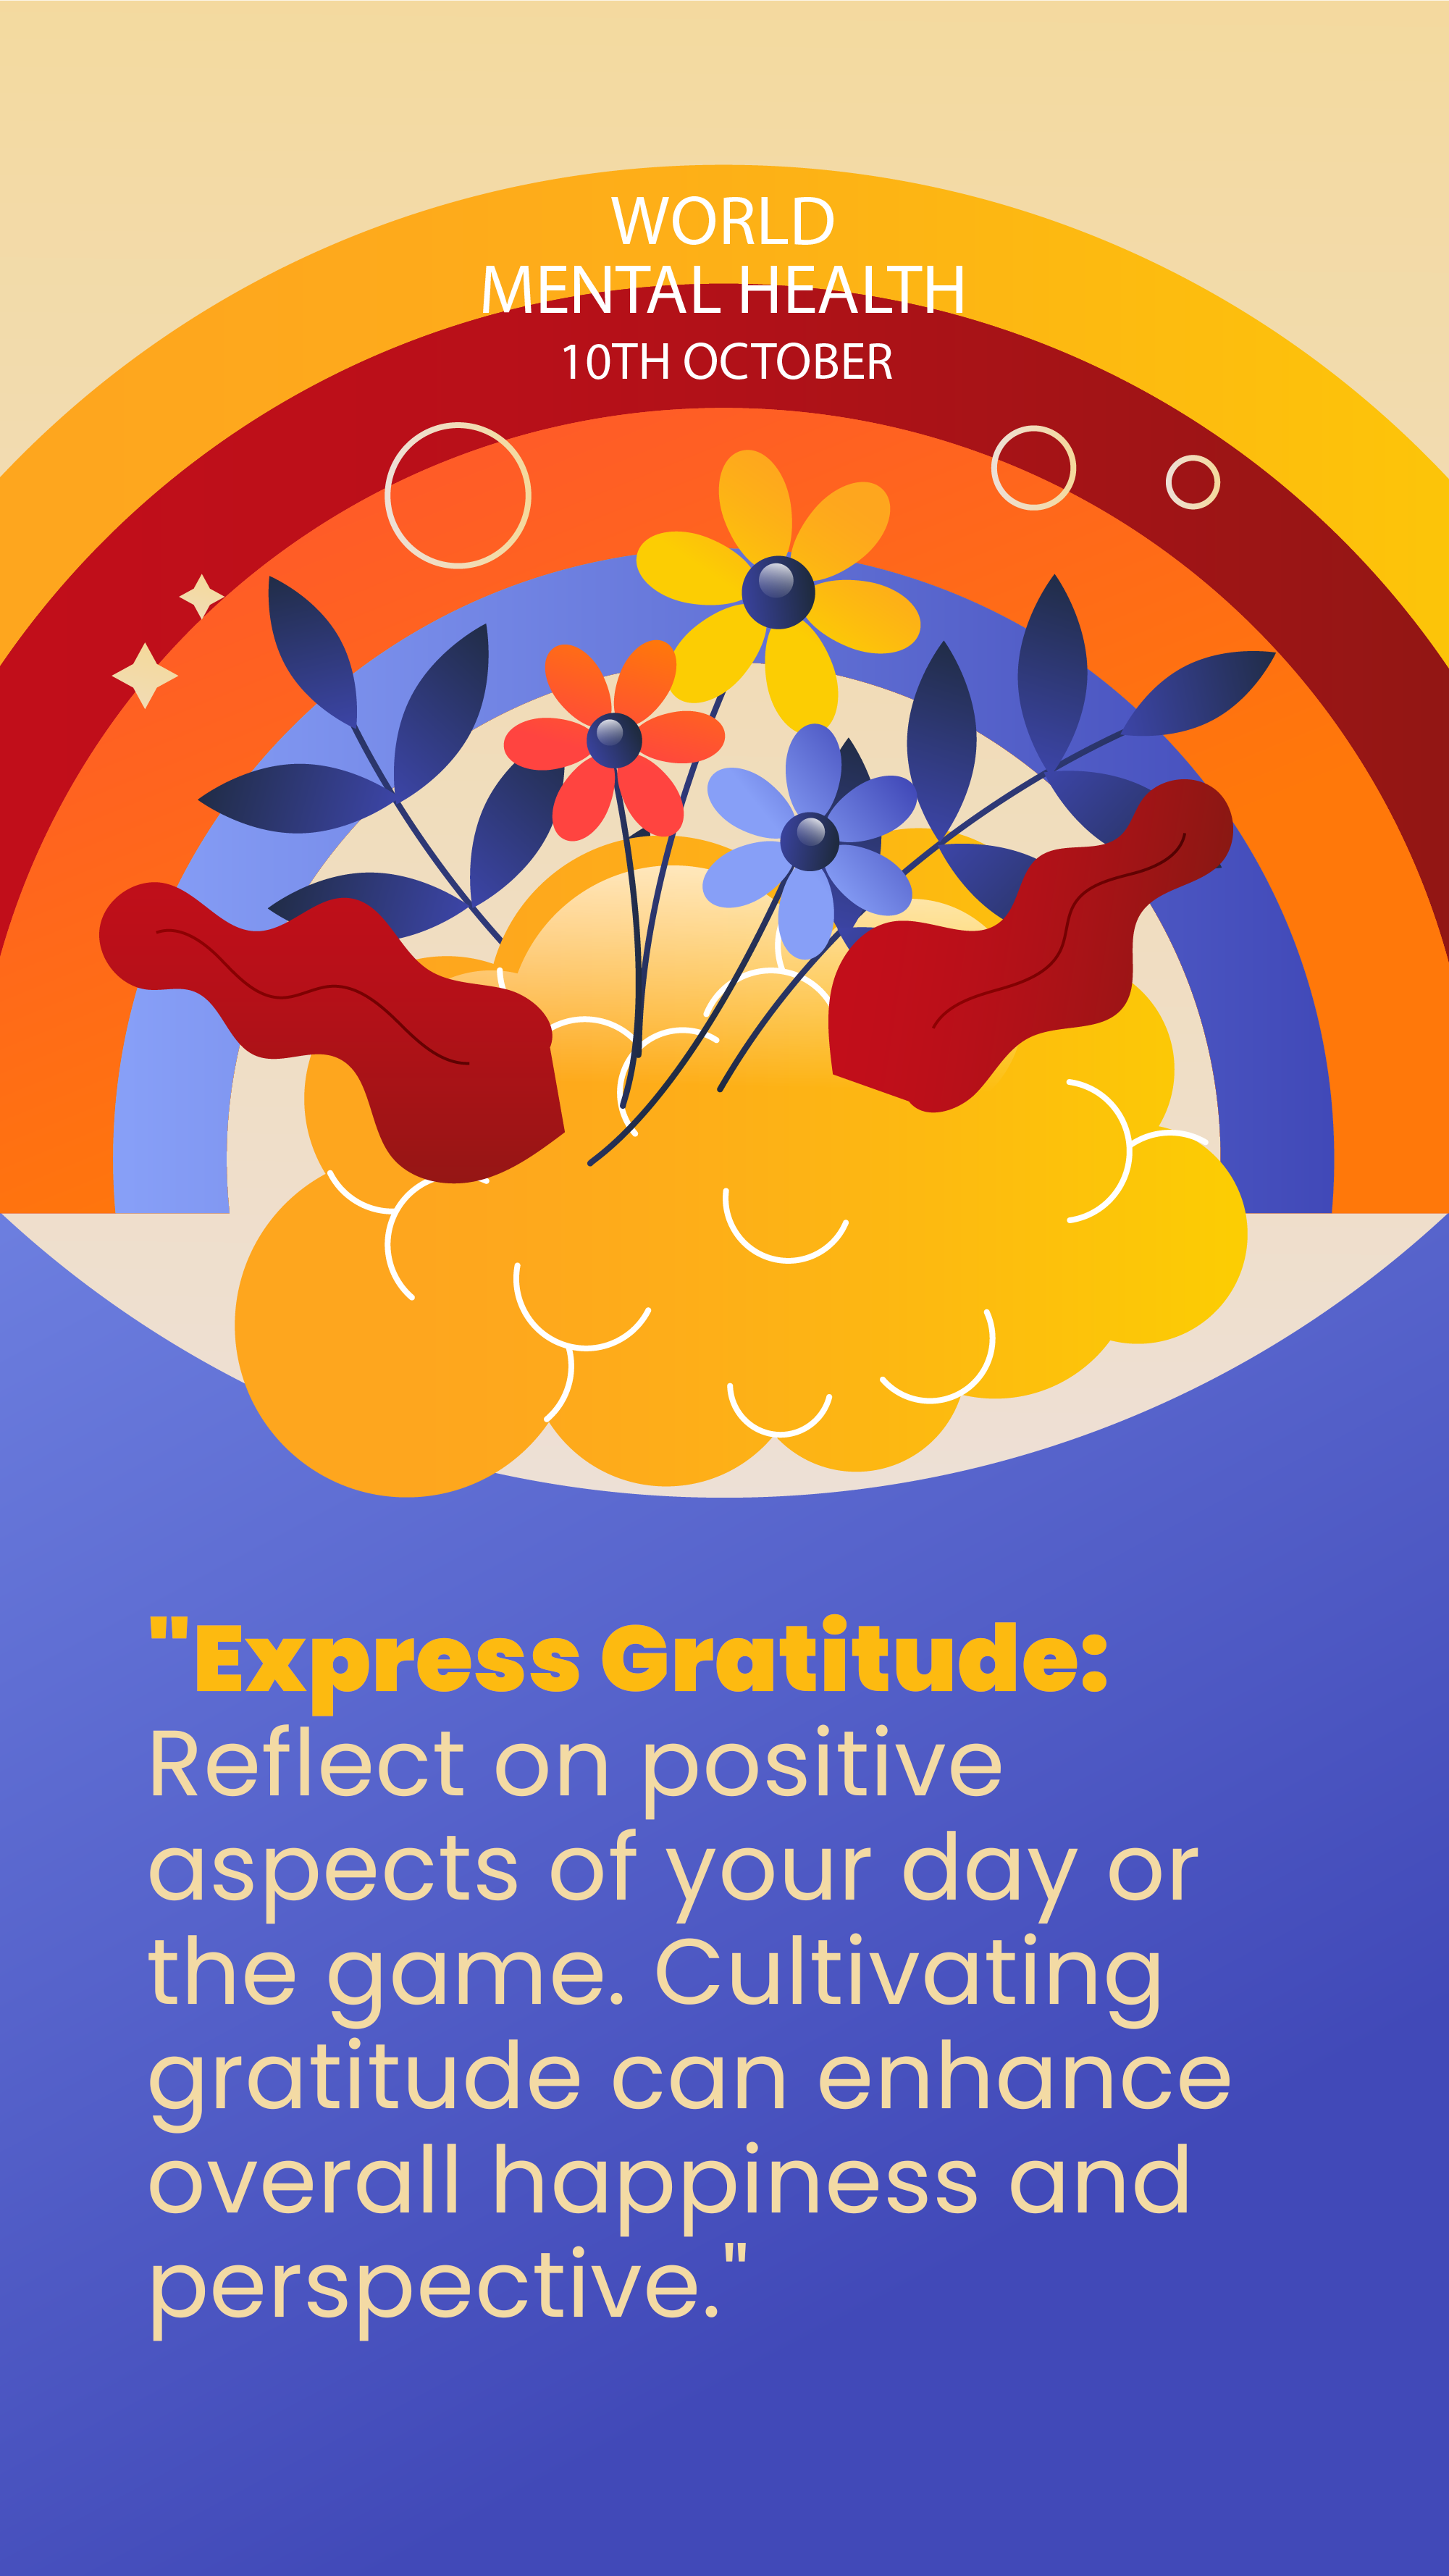 WORLD
MENTAL HEALTH
10TH OCTOBER
"Express Gratitude:
Reflect on positive
aspects of your day or
the game. Cultivating
gratitude can enhance
overall happiness and
perspective."